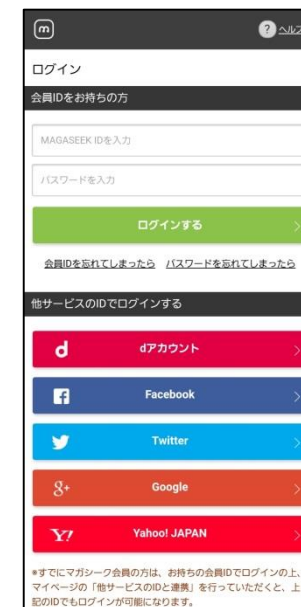 m
? ヘルプ
ログイン
会員IDをお持ちの方
MAGASEEK IDを入力
パスワードを入力
ログインする
会員IDを忘れてしまったら パスワードを忘れてしまったら
他サービスのIDでログインする
d dアカウント
f Facebook
Twitter
g+ Google
Y! Yahoo! JAPAN
*すでにマガシーク会員の方は、お持ちの会員IDでログインの上、
マイページの「他サービスのIDと連携」を行っていただくと、上
記のIDでもログインが可能になります。